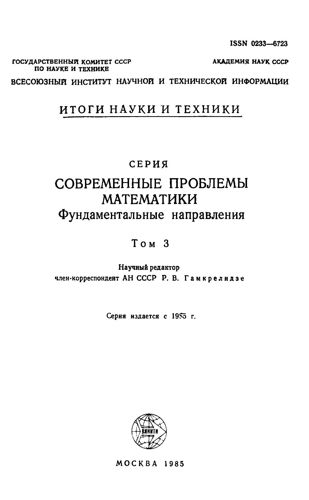 ISSN 0233—6723
ГОСУДАРСТВЕННЫЙ КОМИТЕТ СССР
ПО НАУКЕ И ТЕХНИКЕ
АКАДЕМИЯ НАУК СССР
ВСЕСОЮЗНЫЙ ИНСТИТУТ НАУЧНОЙ И ТЕХНИЧЕСКОЙ ИНФОРМАЦИИ
ИТОГИ НАУКИ И ТЕХНИКИ
СЕРИЯ
СОВРЕМЕННЫЕ ПРОБЛЕМЫ
МАТЕМАТИКИ
Фундаментальные направления
Том 3
Научный редактор
член-корреспондент АН СССР Р. В. Гамкрелидзе
Серия издается с 1985 г.
ВИНИТИ
МОСКВА 1985